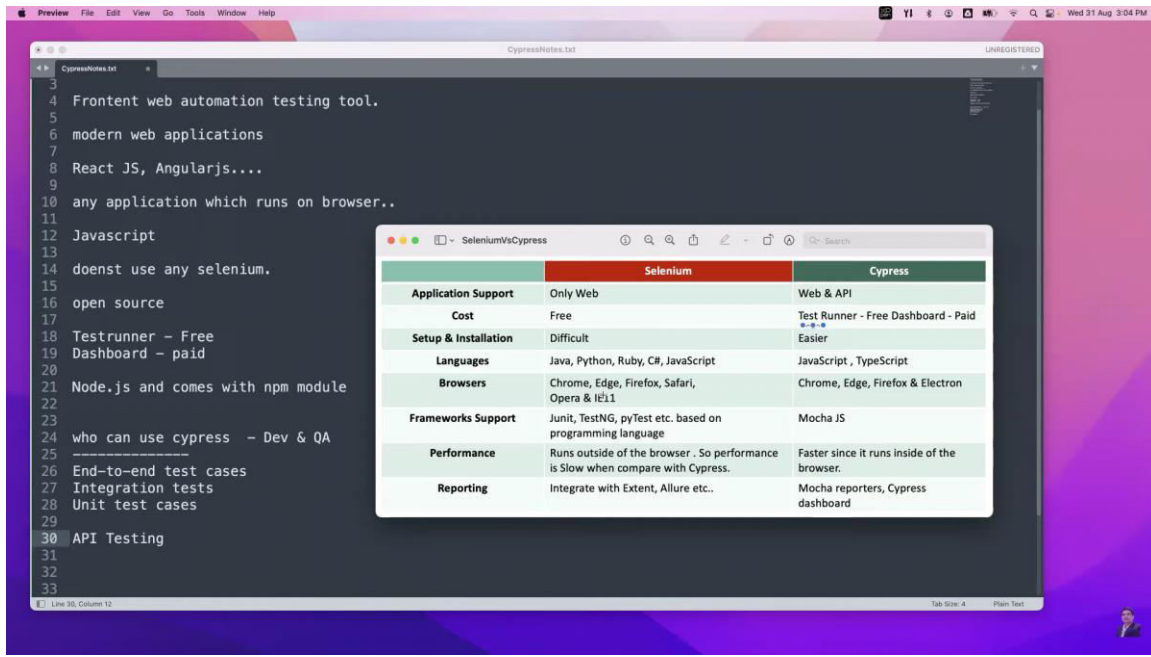 Preview File Edit View Go Tools Window Help
Wed 31 Aug 3:04 PM
CypressNotes.txt
UNREGISTERED
CypressNotes.txt
3
4 Frontent web automation testing tool.
5
6 modern web applications
7
8 React JS, Angularjs....
9
10 any application which runs on browser..
11
12 Javascript
13
14 doenst use any selenium.
15
16 open source
17
18 Testrunner – Free
19 Dashboard – paid
20
21 Node.js and comes with npm module
22
23
24 who can use cypress – Dev & QA
25 --------------
26 End-to-end test cases
27 Integration tests
28 Unit test cases
29
30 API Testing
31
32
33
Line 30, Column 12
Tab Size: 4
Plain Text
SeleniumVsCypress
Search
Selenium Cypress
Application Support Only Web Web & API
Cost Free Test Runner - Free Dashboard - Paid
Setup & Installation Difficult Easier
Languages Java, Python, Ruby, C#, JavaScript JavaScript , TypeScript
Browsers Chrome, Edge, Firefox, Safari, Chrome, Edge, Firefox & Electron
Opera &
Frameworks Support Junit, TestNG, pyTest etc. based on Mocha JS
programming language
Performance Runs outside of the browser . So performance Faster since it runs inside of the
is Slow when compare with Cypress. browser.
Reporting Integrate with Extent, Allure etc.. Mocha reporters, Cypress
dashboard